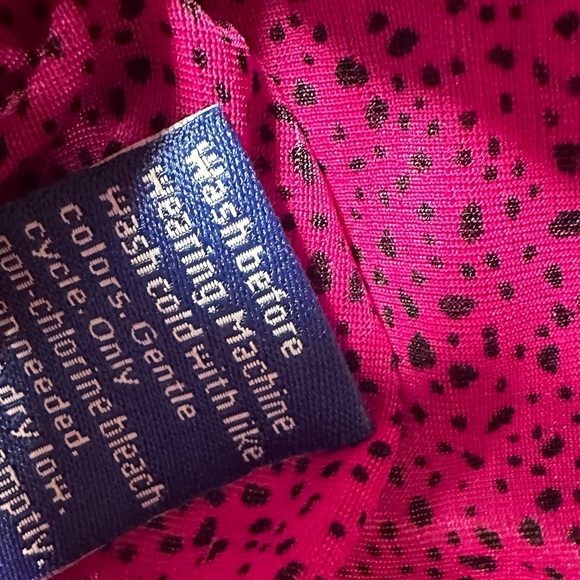 Wash before
Wearing. Machine
Wash cold with like
colors. Gentle
cycle. Only
non-chlorine bleach
needed.
dry low.